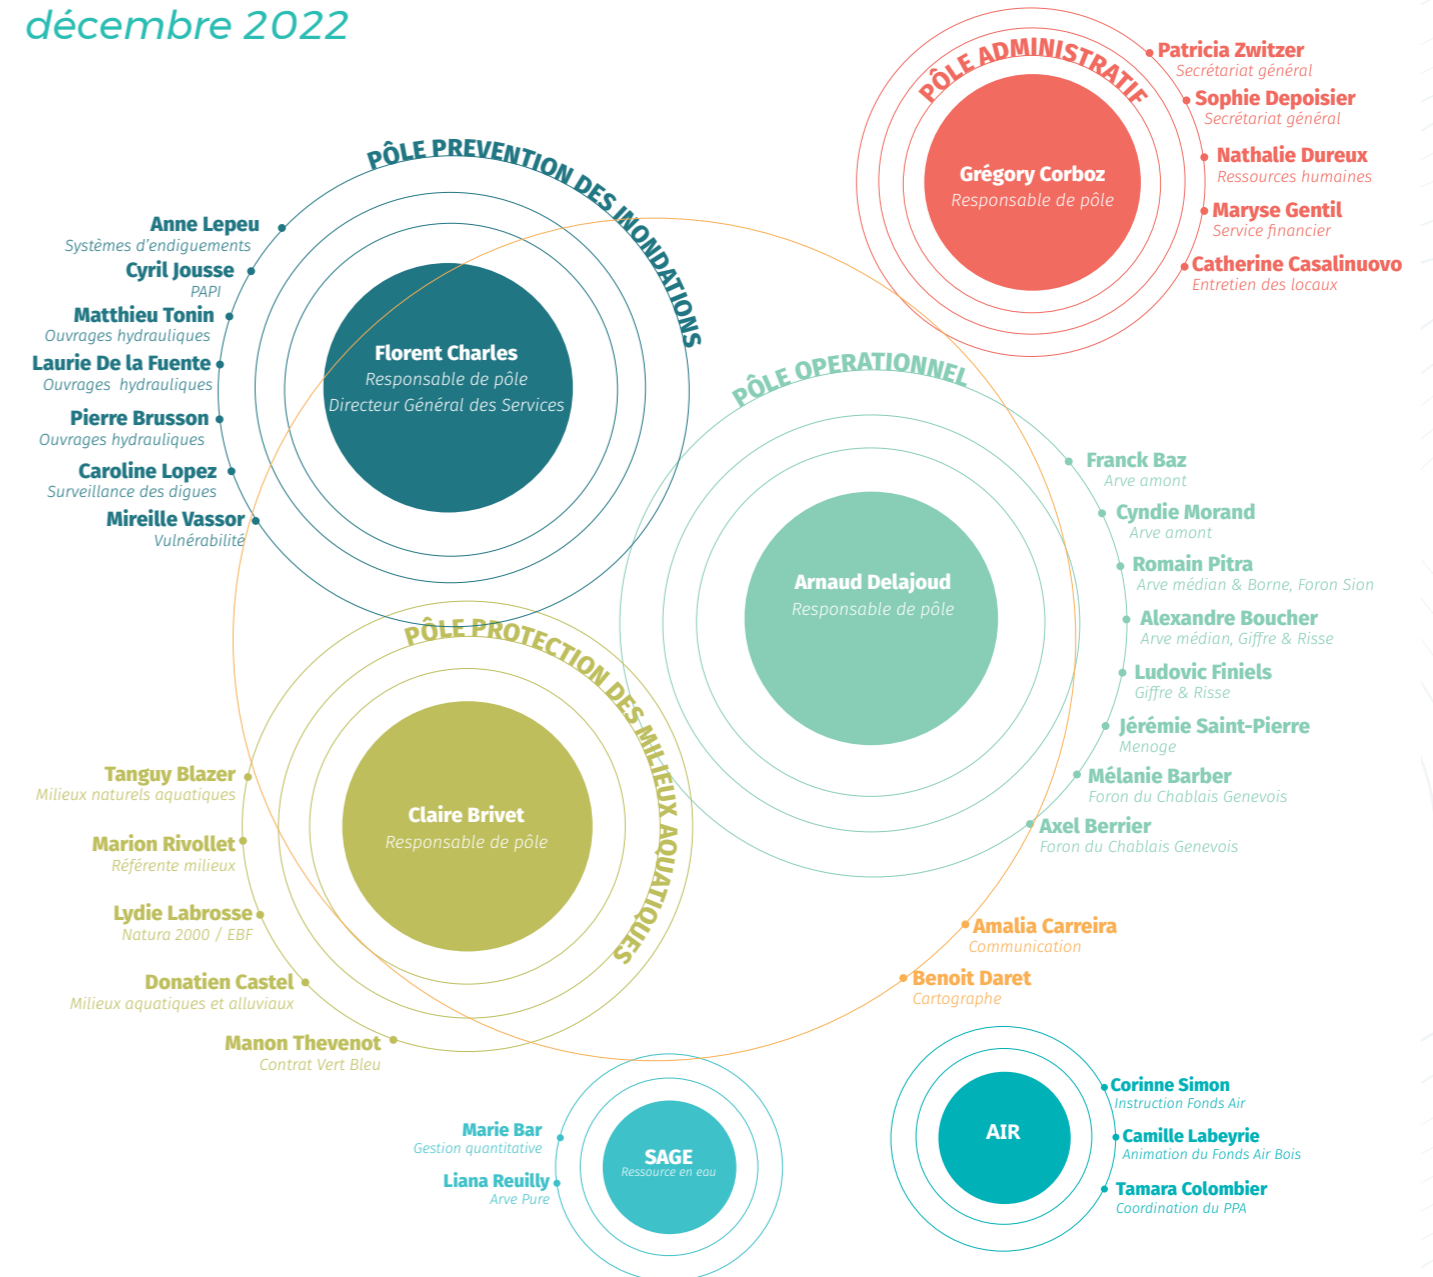 décembre 2022
PÔLE ADMINISTRATIF
Grégory Corboz
Responsable de pôle
Patricia Zwitzer
Secrétariat général
Sophie Depoisier
Secrétariat général
Nathalie Dureux
Ressources humaines
Maryse Gentil
Service financier
Catherine Casalinuovo
Entretien des locaux
PÔLE PREVENTION DES INONDATIONS
Florent Charles
Responsable de pôle
Directeur Général des Services
Anne Lepeu
Systèmes d'endiguements
Cyril Jousse
PAPI
Matthieu Tonin
Ouvrages hydrauliques
Laurie De la Fuente
Ouvrages hydrauliques
Pierre Brusson
Ouvrages hydrauliques
Caroline Lopez
Surveillance des digues
Mireille Vassor
Vulnérabilité
PÔLE OPERATIONNEL
Arnaud Delajoud
Responsable de pôle
Franck Baz
Arve amont
Cyndie Morand
Arve amont
Romain Pitra
Arve médian & Borne, Foron Sion
Alexandre Boucher
Arve médian, Giffre & Risse
Ludovic Finiels
Giffre & Risse
Jérémie Saint-Pierre
Menoge
Mélanie Barber
Foron du Chablais Genevois
Axel Berrier
Foron du Chablais Genevois
PÔLE PROTECTION DES MILIEUX AQUATIQUES
Claire Brivet
Responsable de pôle
Tanguy Blazer
Milieux naturels aquatiques
Marion Rivollet
Référente milieux
Lydie Labrosse
Natura 2000 / EBF
Donatien Castel
Milieux aquatiques et alluviaux
Manon Thevenot
Contrat Vert Bleu
Amalia Carreira
Communication
Benoit Daret
Cartographe
SAGE
Ressource en eau
Marie Bar
Gestion quantitative
Liana Reuilly
Arve Pure
AIR
Corinne Simon
Instruction Fonds Air
Camille Labeyrie
Animation du Fonds Air Bois
Tamara Colombier
Coordination du PPA